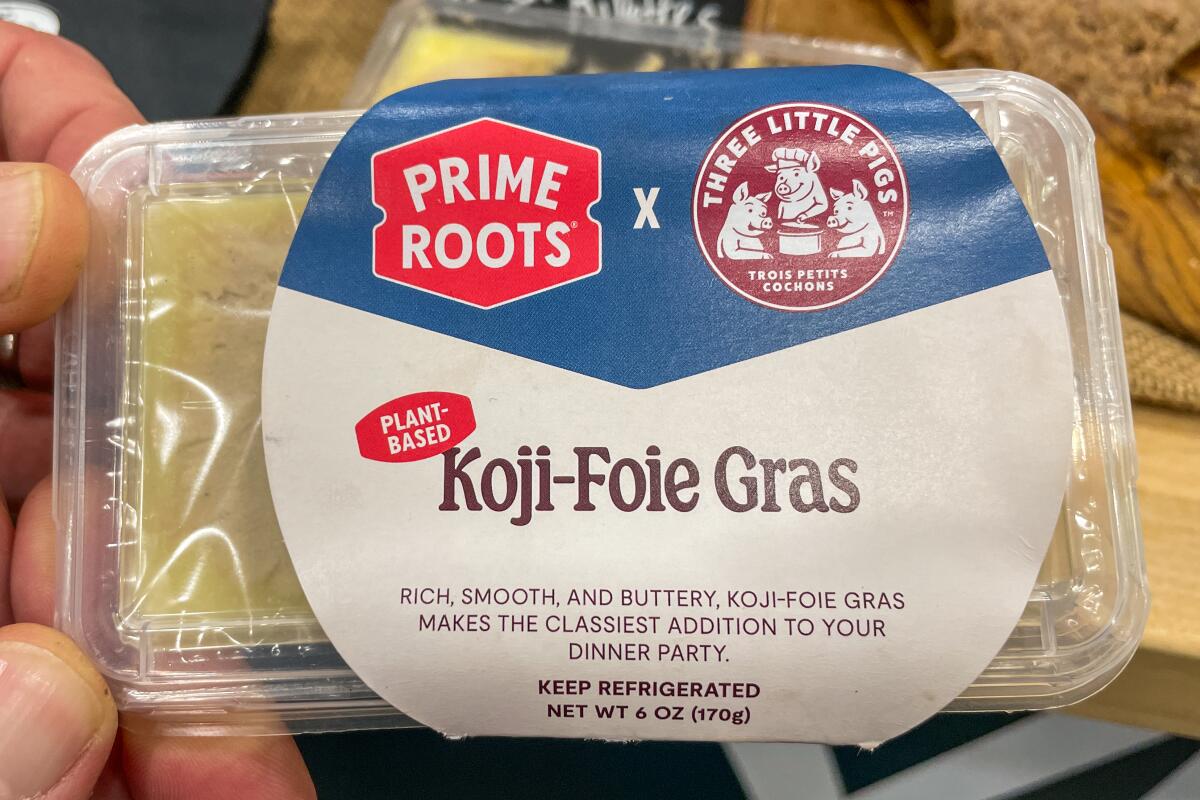 PRIME
ROOTS®
X
THREE LITTLE PIGS™
TROIS PETITS
COCHONS
PLANT-
BASED
Koji-Foie Gras
RICH, SMOOTH, AND BUTTERY, KOJI-FOIE GRAS
MAKES THE CLASSIEST ADDITION TO YOUR
DINNER PARTY.
KEEP REFRIGERATED
NET WT 6 OZ (170g)